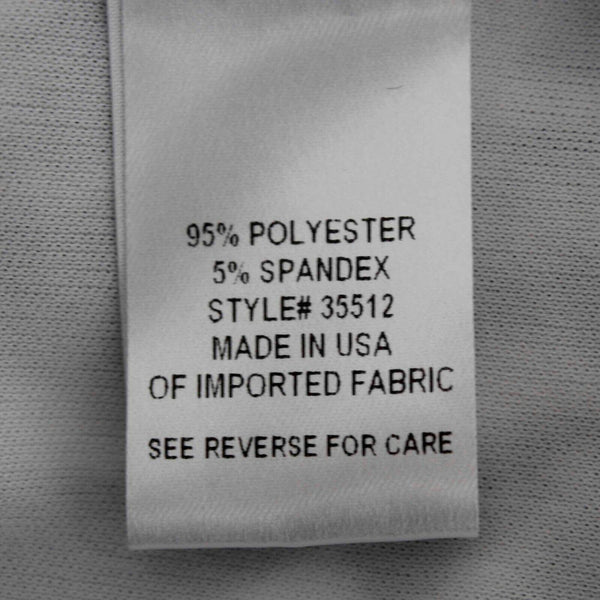 95% POLYESTER
5% SPANDEX
STYLE# 35512
MADE IN USA
OF IMPORTED FABRIC
SEE REVERSE FOR CARE